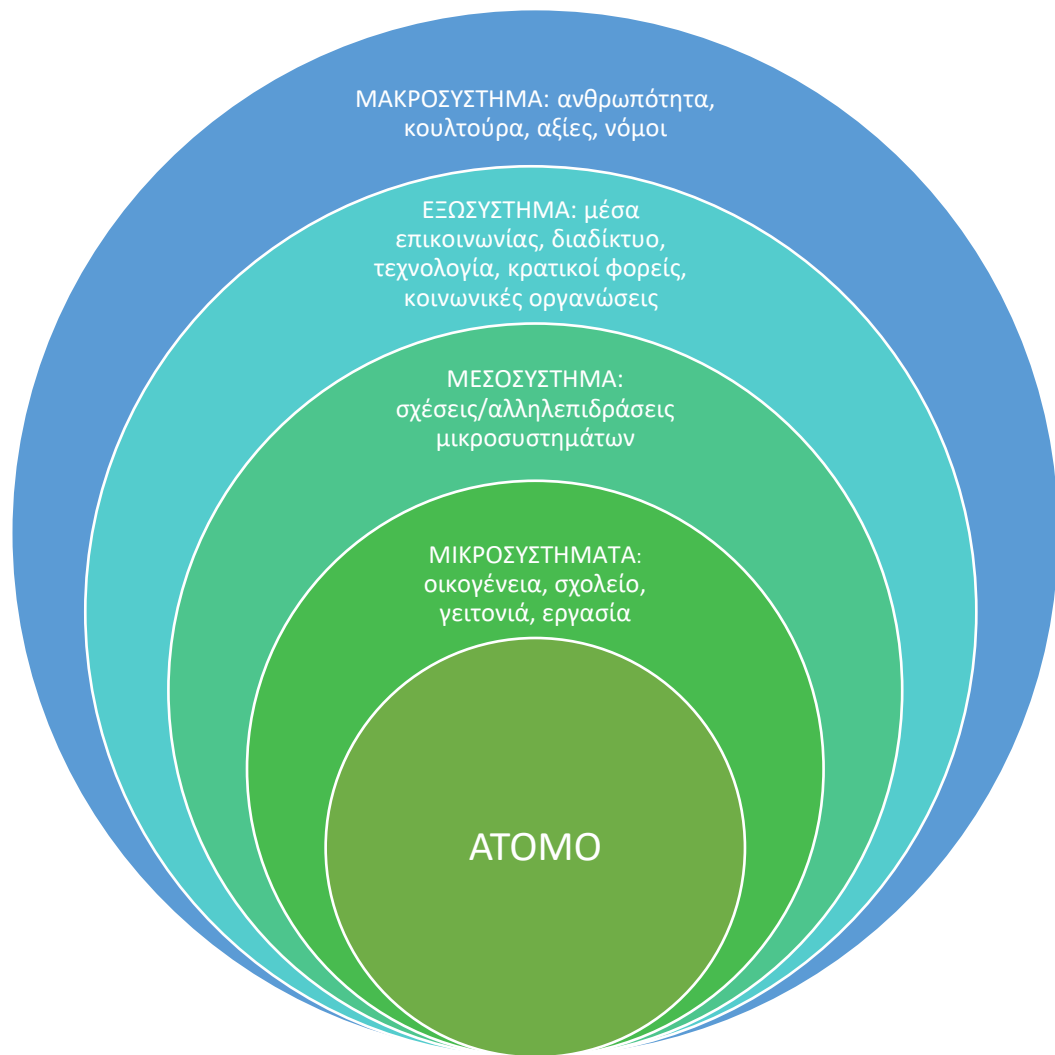 ΜΑΚΡΟΣΥΣΤΗΜΑ: ανθρωπότητα,
κουλτούρα, αξίες, νόμοι
ΕΞΩΣΥΣΤΗΜΑ: μέσα
επικοινωνίας, διαδίκτυο,
τεχνολογία, κρατικοί φορείς,
κοινωνικές οργανώσεις
ΜΕΣΟΣΥΣΤΗΜΑ:
σχέσεις/αλληλεπιδράσεις
μικροσυστημάτων
ΜΙΚΡΟΣΥΣΤΗΜΑΤΑ:
οικογένεια, σχολείο,
γειτονιά, εργασία
ΑΤΟΜΟ